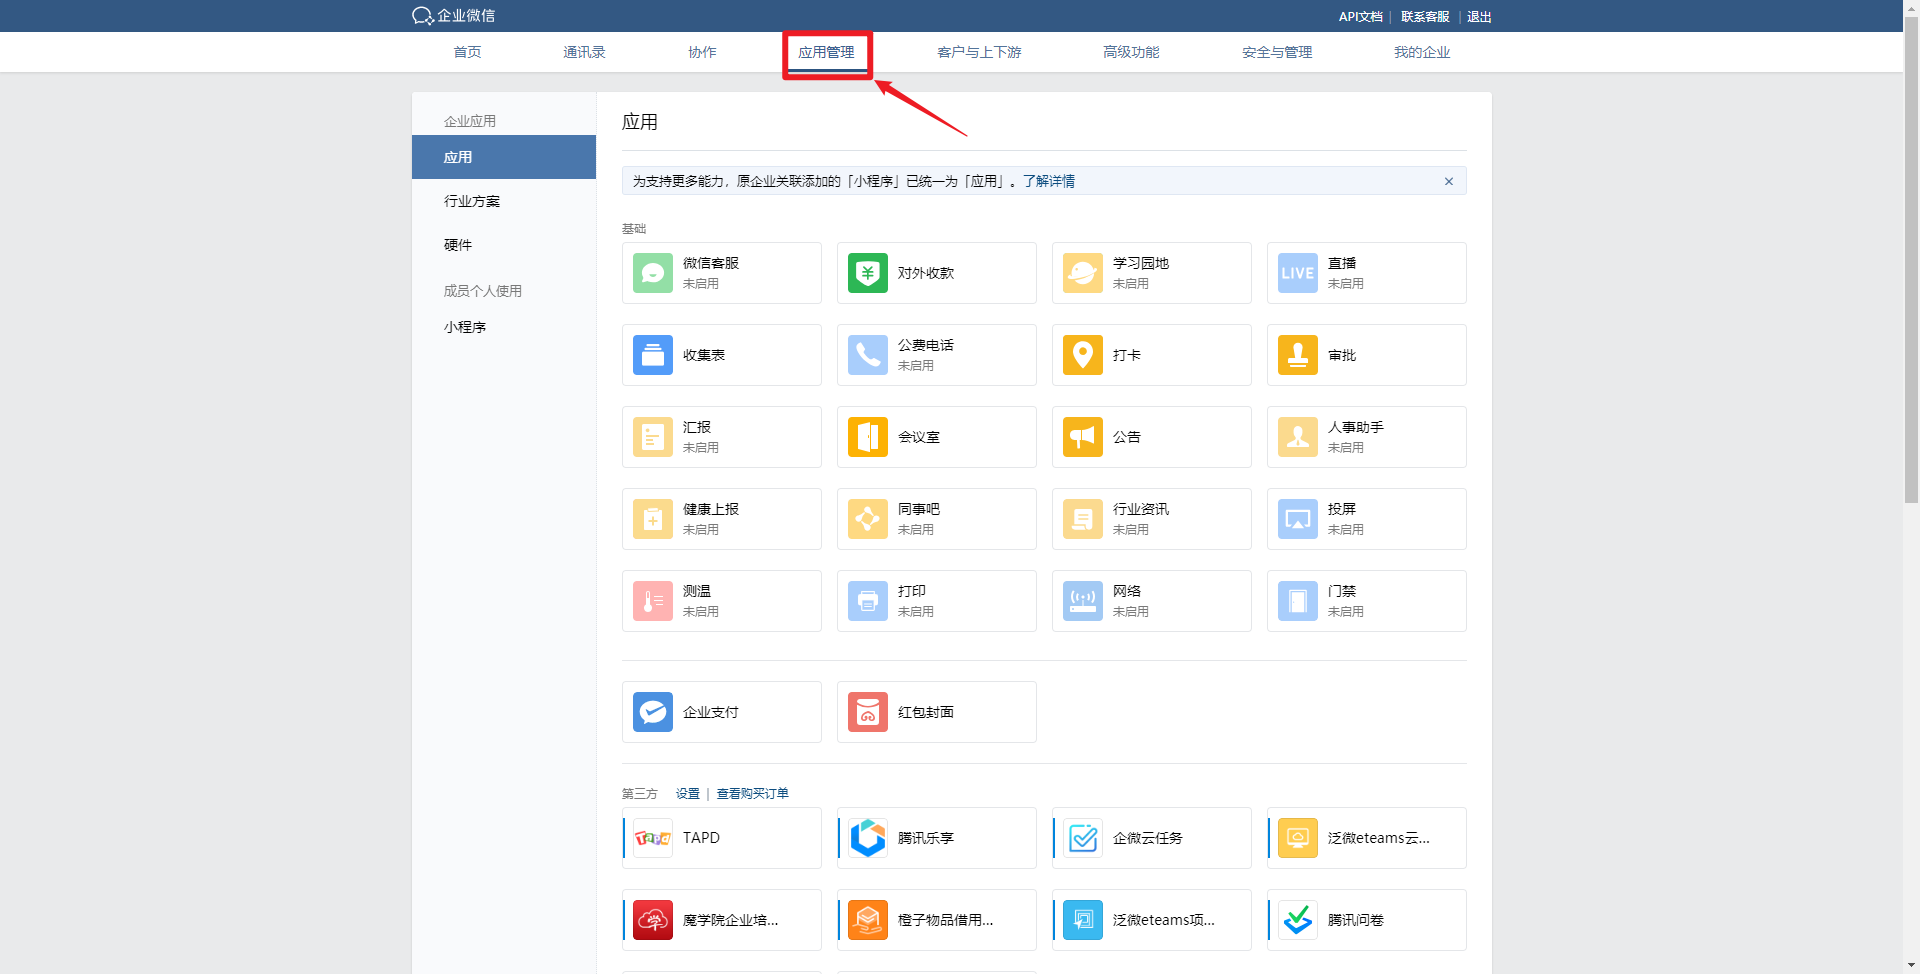 企业微信
API文档 | 联系客服 | 退出
首页 通讯录 协作 应用管理 客户与上下游 高级功能 安全与管理 我的企业
企业应用
应用
行业方案
硬件
成员个人使用
小程序
应用
为支持更多能力，原企业关联添加的「小程序」已统一为「应用」。了解详情
基础
微信客服
未启用
对外收款
学习园地
未启用
LIVE
直播
未启用
收集表
公费电话
未启用
打卡
审批
汇报
未启用
会议室
公告
人事助手
未启用
健康上报
未启用
同事吧
未启用
行业资讯
未启用
投屏
未启用
测温
未启用
打印
未启用
网络
未启用
门禁
未启用
企业支付
红包封面
第三方 设置 | 查看购买订单
Tapd
TAPD
腾讯乐享
企微云任务
泛微eteams云...
学
魔学院企业培...
橙子物品借用...
泛微eteams项...
腾讯问卷